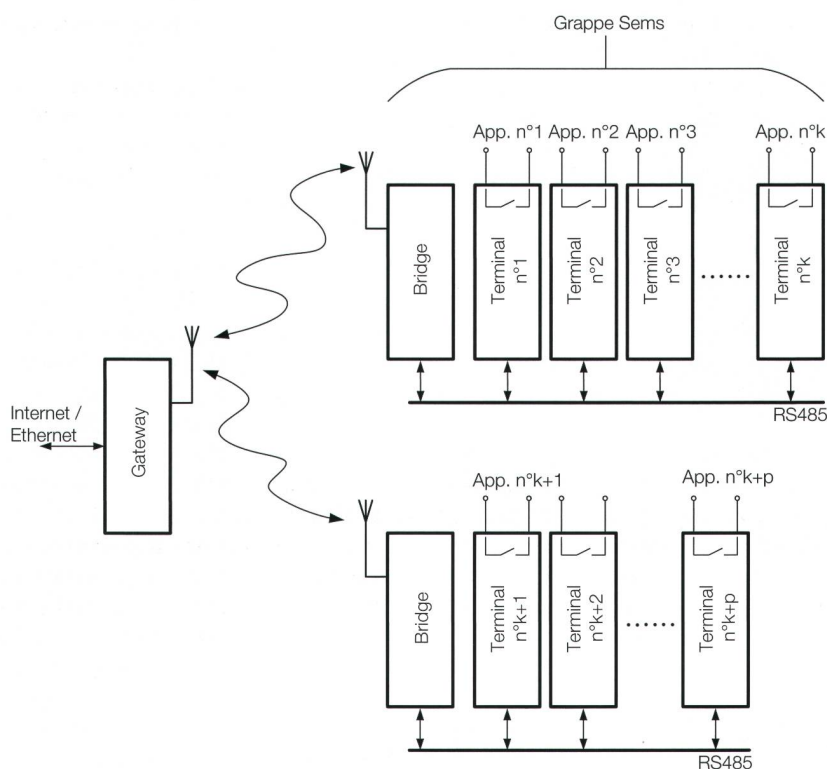 Grappe Sems
App. n°1 App. n°2 App. n°3 App. n°k
Bridge
Terminal
n°1
Terminal
n°2
Terminal
n°3
Terminal
n°k
RS485
Internet /
Ethernet
Gateway
App. n°k+1 App. n°k+p
Bridge
Terminal
n°k+1
Terminal
n°k+2
Terminal
n°k+p
RS485